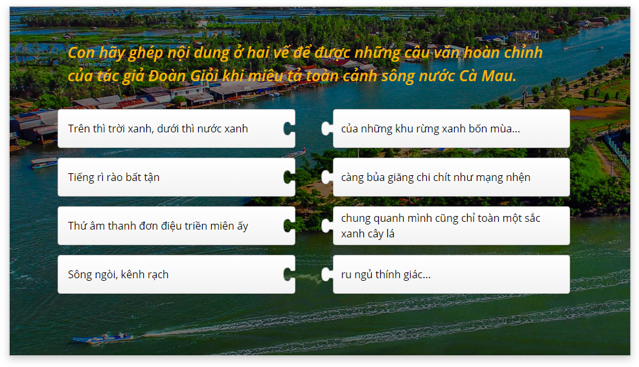 Con hãy ghép nội dung ở hai vế để được những câu văn hoàn chỉnh
của tác giả Đoàn Giỏi khi miêu tả toàn cảnh sông nước Cà Mau.
Trên thì trời xanh, dưới thì nước xanh
của những khu rừng xanh bốn mùa...
Tiếng rì rào bất tận
càng bủa giăng chi chít như mạng nhện
Thứ âm thanh đơn điệu triền miên ấy
chung quanh mình cũng chỉ toàn một sắc
xanh cây lá
Sông ngòi, kênh rạch
ru ngủ thính giác...